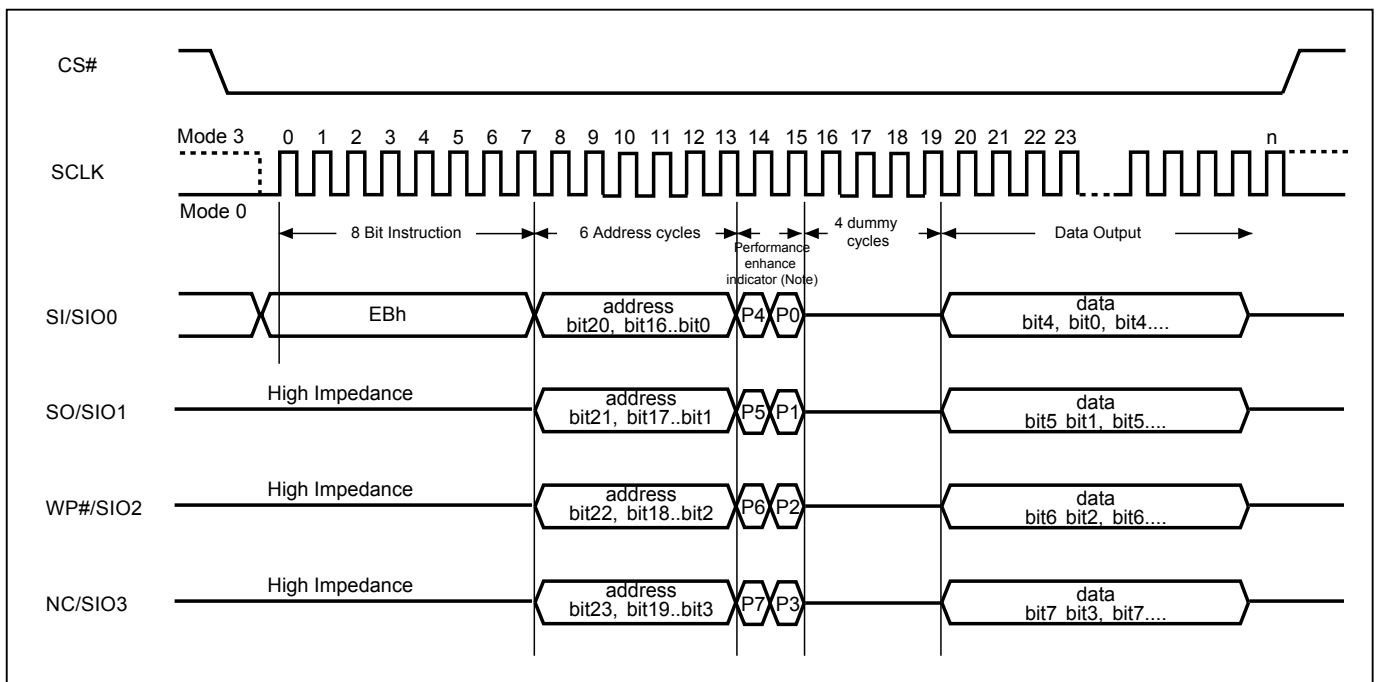 CS#
Mode 3
0 1 2 3 4 5 6 7 8 9 10 11 12 13 14 15 16 17 18 19 20 21 22 23 n
SCLK
Mode 0
8 Bit Instruction
6 Address cycles
Performance
enhance
indicator (Note)
4 dummy
cycles
Data Output
SI/SIO0
EBh
address
bit20, bit16..bit0
P4 P0
data
bit4, bit0, bit4....
SO/SIO1
High Impedance
address
bit21, bit17..bit1
P5 P1
data
bit5 bit1, bit5....
WP#/SIO2
High Impedance
address
bit22, bit18..bit2
P6 P2
data
bit6 bit2, bit6....
NC/SIO3
High Impedance
address
bit23, bit19..bit3
P7 P3
data
bit7 bit3, bit7....